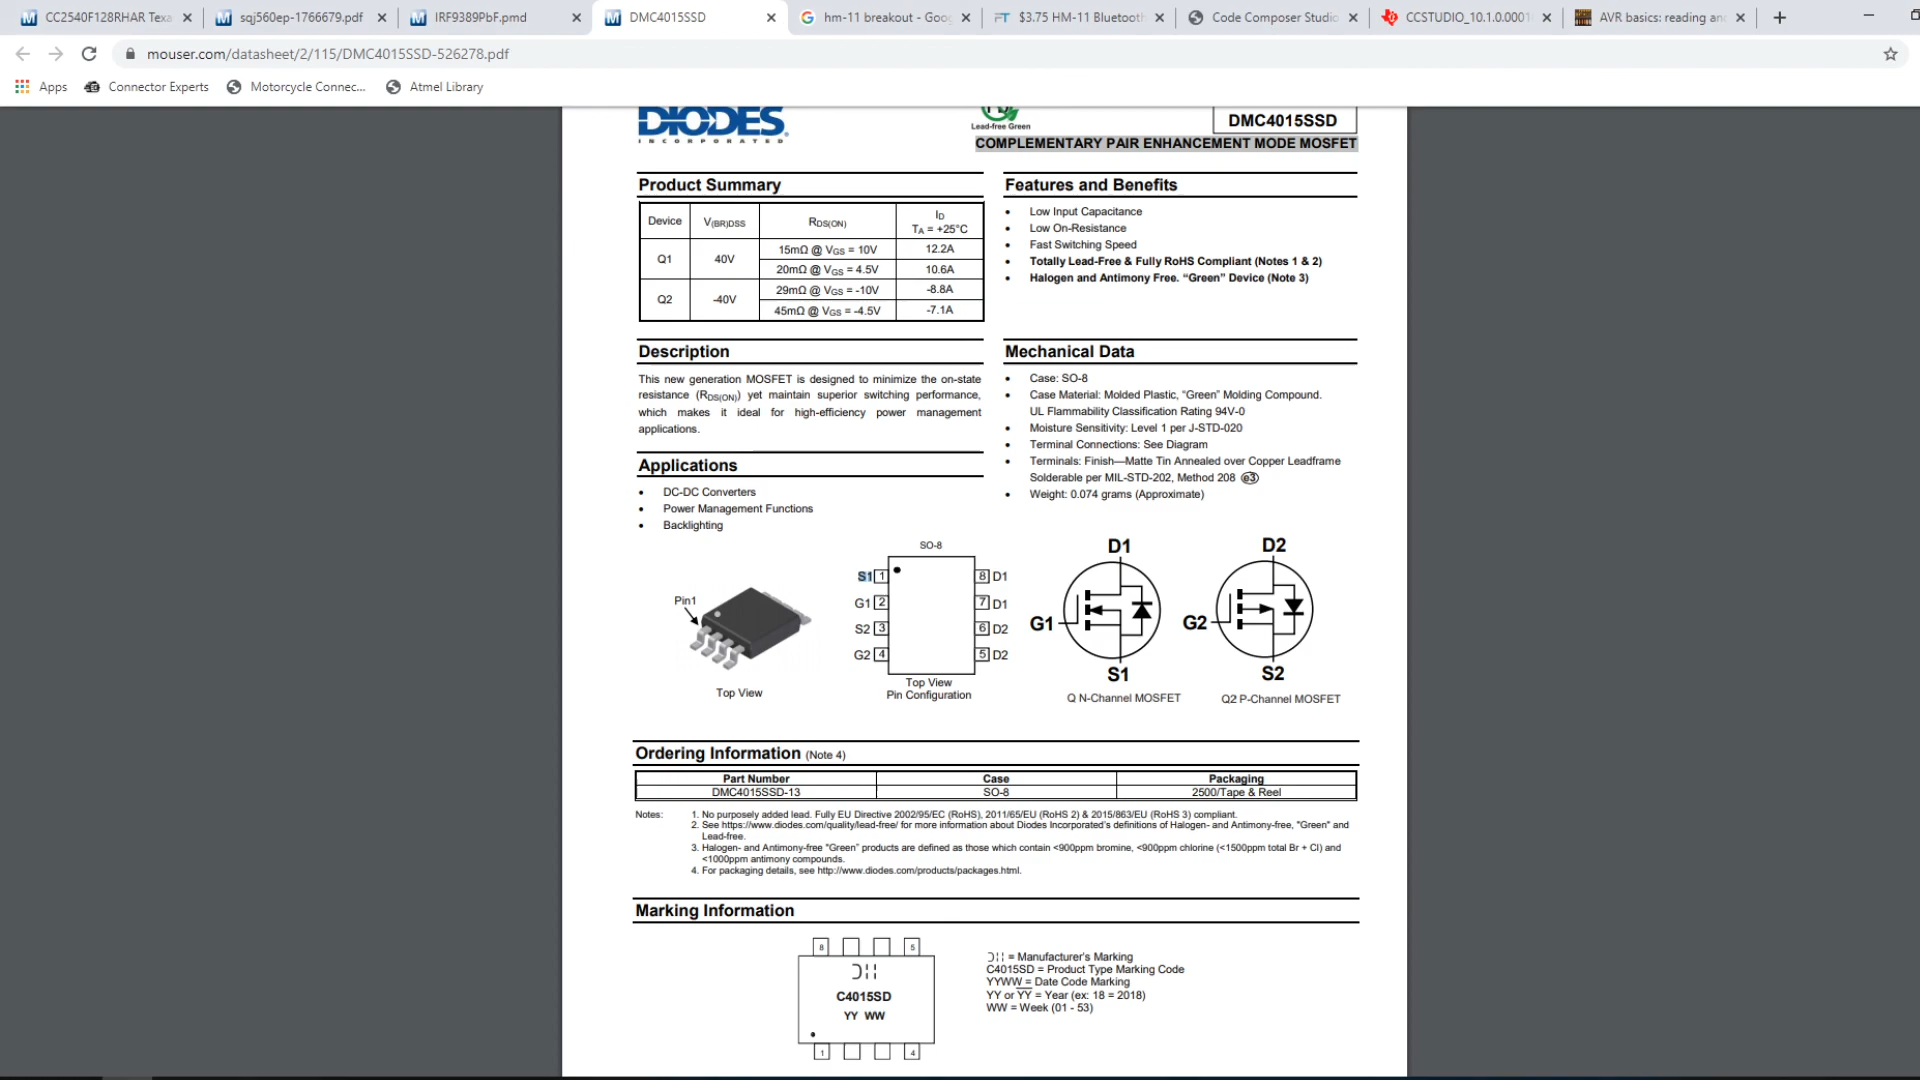 CC2540F128RHAR Texa
sqj560ep-1766679.pdf
IRF9389PbF.pmd
DMC4015SSD
hm-11 breakout - Goog
$3.75 HM-11 Bluetooth
Code Composer Studio
CCSTUDIO_10.1.0.0001
AVR basics: reading an
mouser.com/datasheet/2/115/DMC4015SSD-526278.pdf
Apps
Connector Experts
Motorcycle Connec...
Atmel Library
DIODES
INCORPORATED
Lead-free Green
DMC4015SSD
COMPLEMENTARY PAIR ENHANCEMENT MODE MOSFET
Product Summary
Device V(BR)DSS RDS(ON) ID TA = +25°C
Q1 40V 15mΩ @ VGS = 10V 12.2A
20mΩ @ VGS = 4.5V 10.6A
Q2 -40V 29mΩ @ VGS = -10V -8.8A
45mΩ @ VGS = -4.5V -7.1A
Features and Benefits
• Low Input Capacitance
• Low On-Resistance
• Fast Switching Speed
• Totally Lead-Free & Fully RoHS Compliant (Notes 1 & 2)
• Halogen and Antimony Free. “Green” Device (Note 3)
Description
This new generation MOSFET is designed to minimize the on-state
resistance (RDS(ON)) yet maintain superior switching performance,
which makes it ideal for high-efficiency power management
applications.
Applications
• DC-DC Converters
• Power Management Functions
• Backlighting
Mechanical Data
• Case: SO-8
• Case Material: Molded Plastic, “Green” Molding Compound.
UL Flammability Classification Rating 94V-0
• Moisture Sensitivity: Level 1 per J-STD-020
• Terminal Connections: See Diagram
• Terminals: Finish—Matte Tin Annealed over Copper Leadframe
Solderable per MIL-STD-202, Method 208 e3
• Weight: 0.074 grams (Approximate)
Pin1
Top View
SO-8
S1 1 8 D1
G1 2 7 D1
S2 3 6 D2
G2 4 5 D2
Top View
Pin Configuration
D1
G1
S1
Q N-Channel MOSFET
D2
G2
S2
Q2 P-Channel MOSFET
Ordering Information (Note 4)
Part Number Case Packaging
DMC4015SSD-13 SO-8 2500/Tape & Reel
Notes: 1. No purposely added lead. Fully EU Directive 2002/95/EC (RoHS), 2011/65/EU (RoHS 2) & 2015/863/EU (RoHS 3) compliant.
2. See https://www.diodes.com/quality/lead-free/ for more information about Diodes Incorporated's definitions of Halogen- and Antimony-free, "Green" and
Lead-free.
3. Halogen- and Antimony-free "Green” products are defined as those which contain <900ppm bromine, <900ppm chlorine (<1500ppm total Br + Cl) and
<1000ppm antimony compounds.
4. For packaging details, see http://www.diodes.com/products/packages.html.
Marking Information
8 5
C4015SD
YY WW
1 4
= Manufacturer's Marking
C4015SD = Product Type Marking Code
YYWW = Date Code Marking
YY or YY = Year (ex: 18 = 2018)
WW = Week (01 - 53)